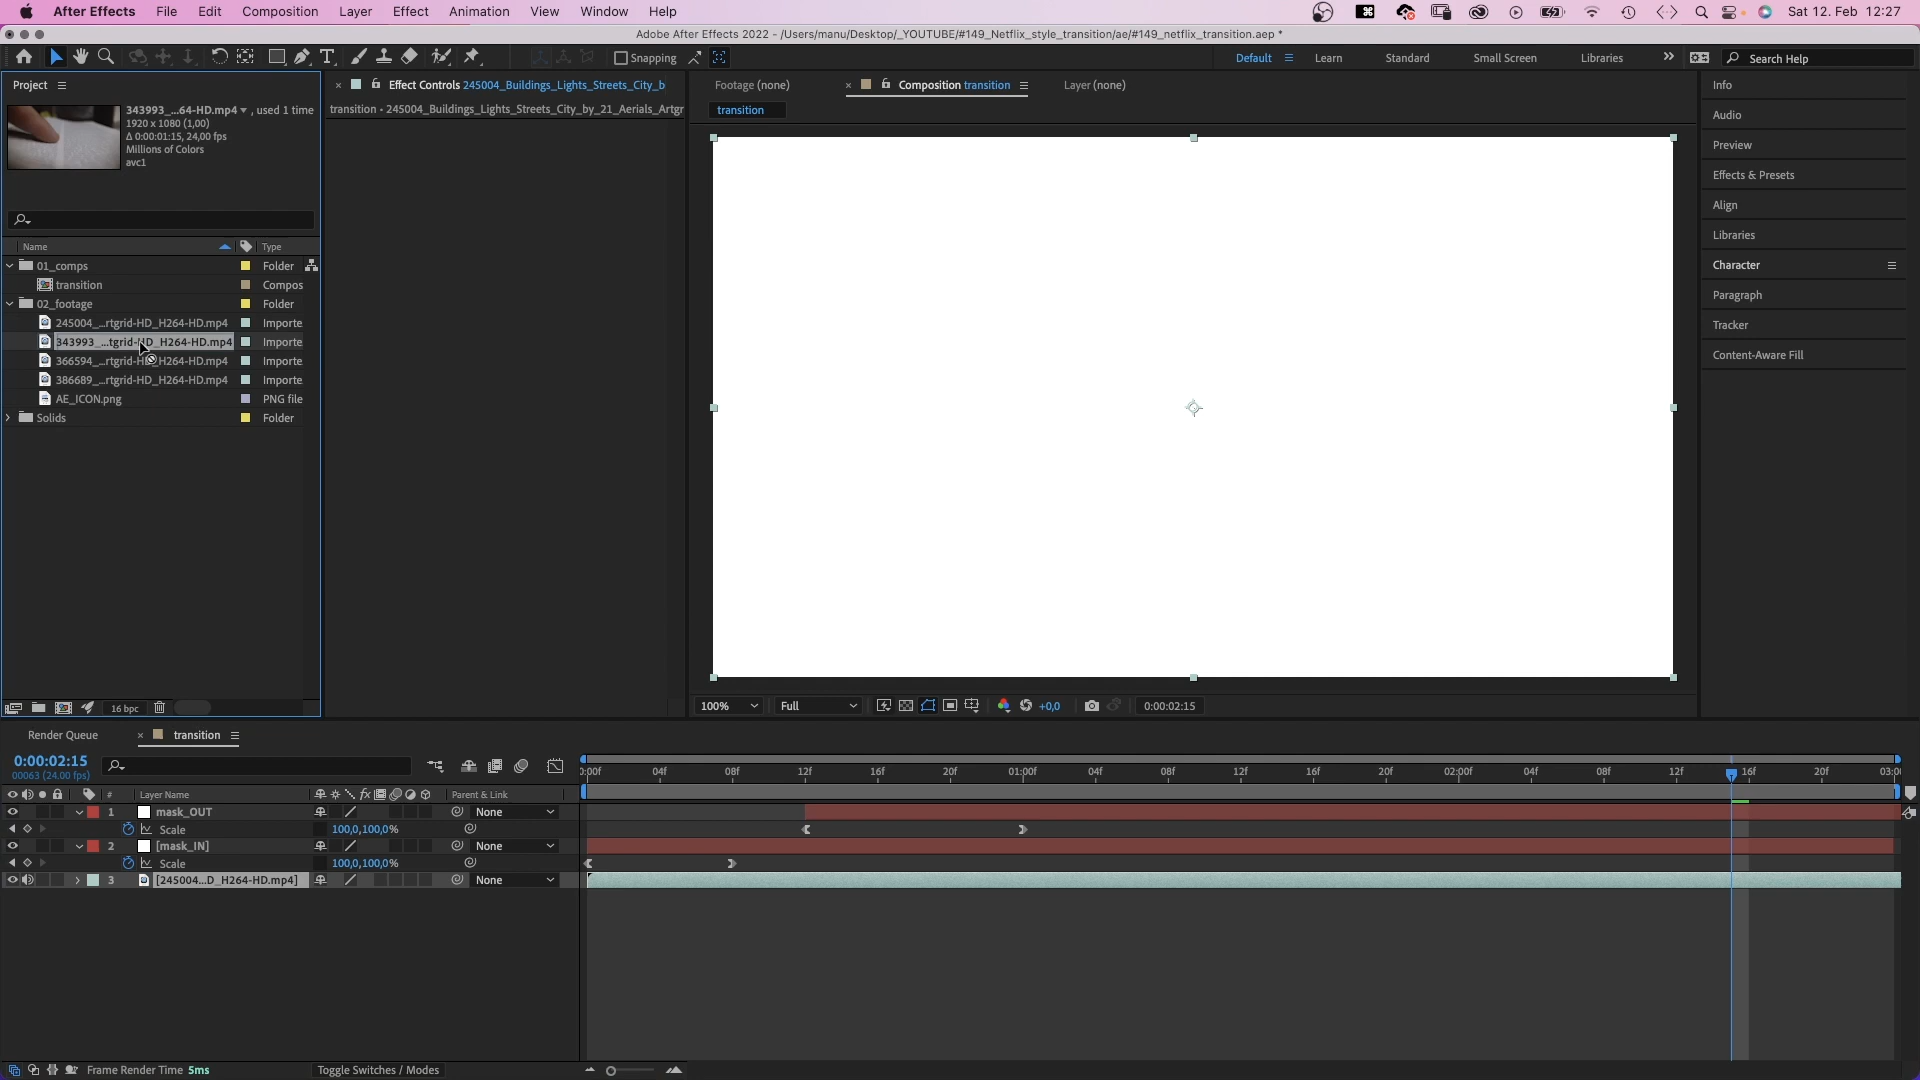 After Effects File Edit Composition Layer Effect Animation View Window Help Sat 12. Feb 12:27
Adobe After Effects 2022 - /Users/manu/Desktop/_YOUTUBE/#149_Netflix_style_transition/ae/#149_netflix_transition.aep *
Snapping Default Learn Standard Small Screen Libraries Search Help
Project
343993_...64-HD.mp4 , used 1 time
1920 x 1080 (1,00)
Δ 0:00:01:15, 24,00 fps
Millions of Colors
avc1
Name Type
01_comps Folder
transition Compos
02_footage Folder
245004_...rtgrid-HD_H264-HD.mp4 Importe
343993_...tgrid-HD_H264-HD.mp4 Importe
366594_...rtgrid-HD_H264-HD.mp4 Importe
386689_...rtgrid-HD_H264-HD.mp4 Importe
AE_ICON.png PNG file
Solids Folder
16 bpc
Effect Controls 245004_Buildings_Lights_Streets_City_b
transition • 245004_Buildings_Lights_Streets_City_by_21_Aerials_Artgr
Footage (none) Composition transition Layer (none)
transition
100% Full +0,0 0:00:02:15
Info
Audio
Preview
Effects & Presets
Align
Libraries
Character
Paragraph
Tracker
Content-Aware Fill
Render Queue transition
0:00:02:15
00063 (24.00 fps)
0:00f 04f 08f 12f 16f 20f 01:00f 04f 08f 12f 16f 20f 02:00f 04f 08f 12f 16f 20f 03:00
# Layer Name Parent & Link
1 mask_OUT None
Scale 100,0,100,0%
2 [mask_IN] None
Scale 100,0,100,0%
3 [245004...D_H264-HD.mp4] None
Frame Render Time 5ms Toggle Switches / Modes